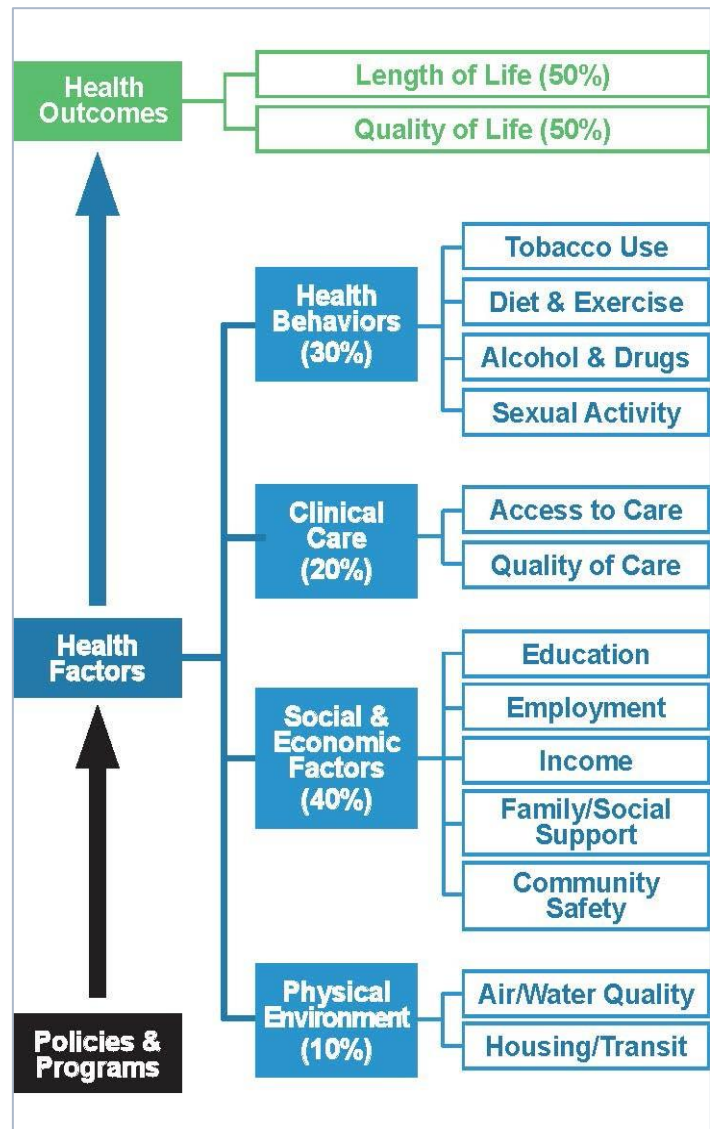 Health
Outcomes
Length of Life (50%)
Quality of Life (50%)
Health
Behaviors
(30%)
Tobacco Use
Diet & Exercise
Alcohol & Drugs
Sexual Activity
Clinical
Care
(20%)
Access to Care
Quality of Care
Health
Factors
Social &
Economic
Factors
(40%)
Education
Employment
Income
Family/Social
Support
Community
Safety
Physical
Environment
(10%)
Air/Water Quality
Housing/Transit
Policies &
Programs